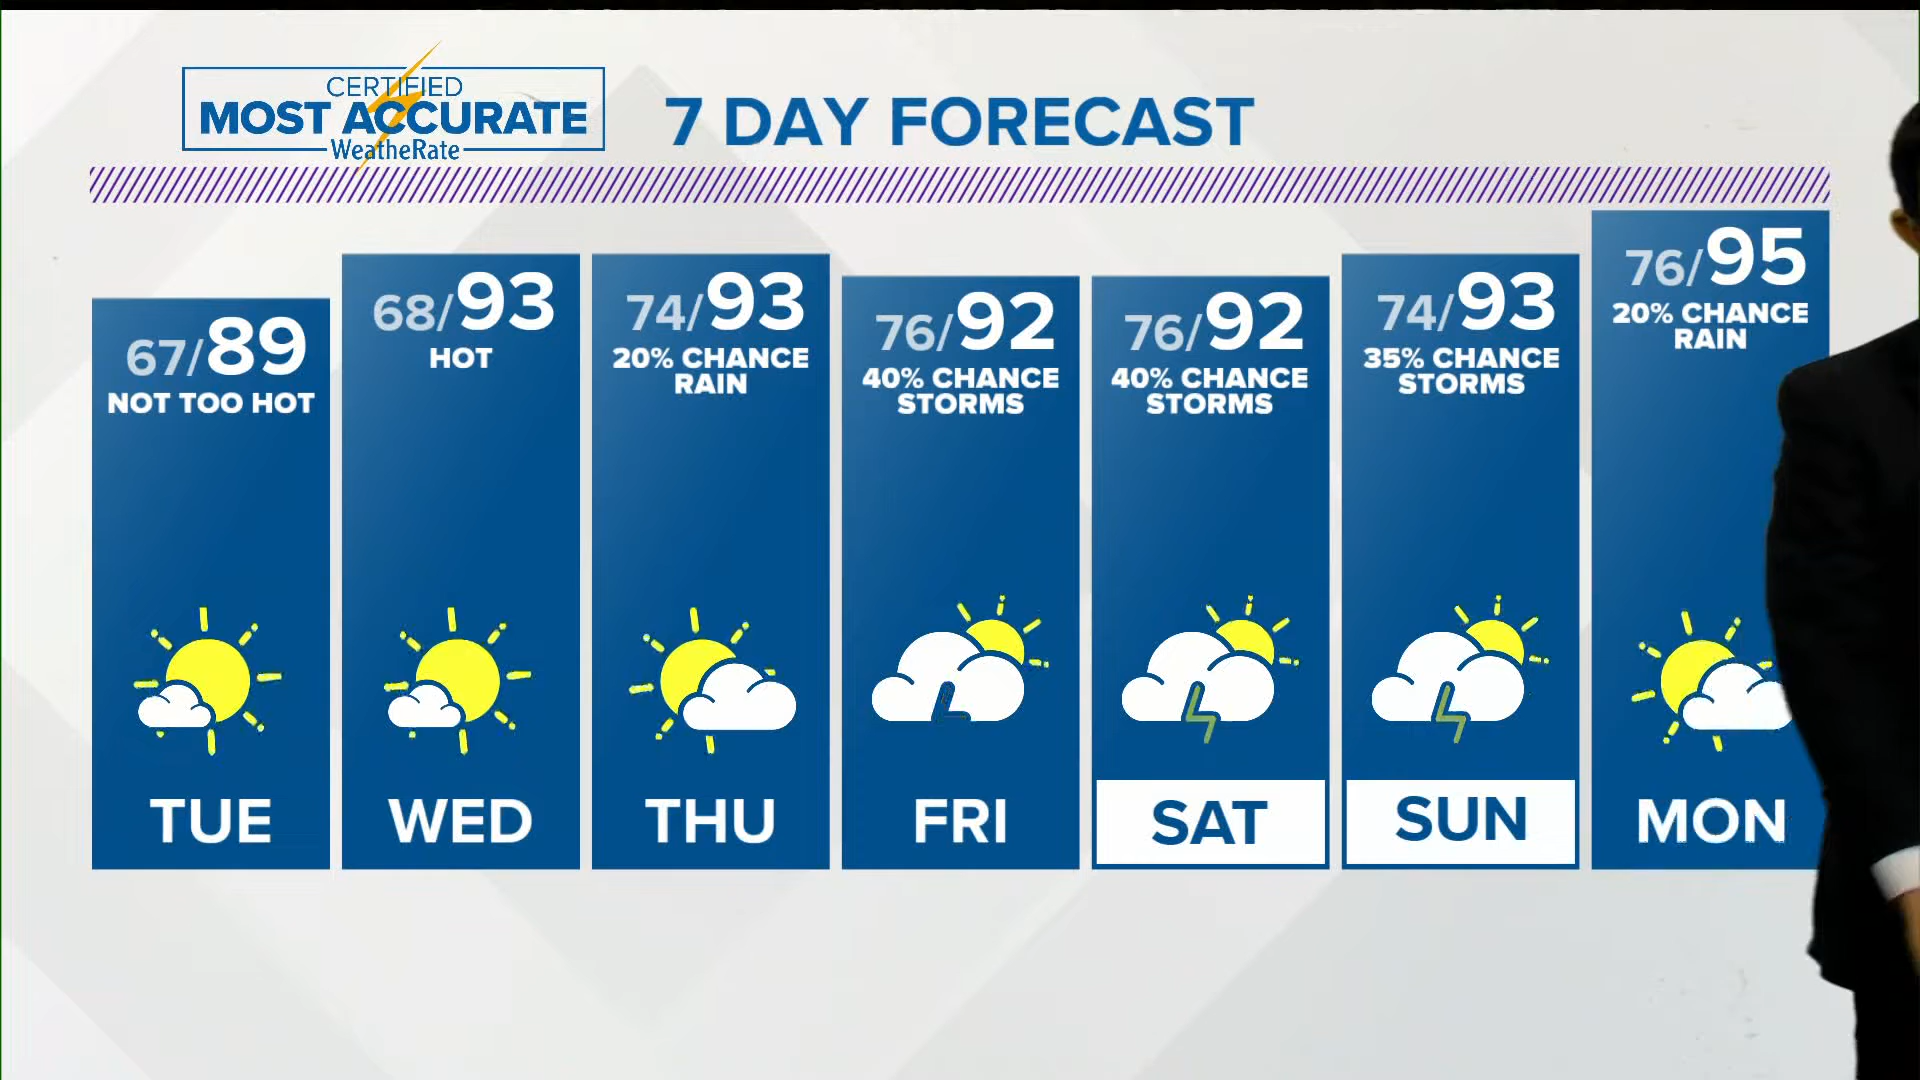 CERTIFIED
MOST ACCURATE
WeatheRate
7 DAY FORECAST
67/89
NOT TOO HOT
TUE
68/93
HOT
WED
74/93
20% CHANCE
RAIN
THU
76/92
40% CHANCE
STORMS
FRI
76/92
40% CHANCE
STORMS
SAT
74/93
35% CHANCE
STORMS
SUN
76/95
20% CHANCE
RAIN
MON